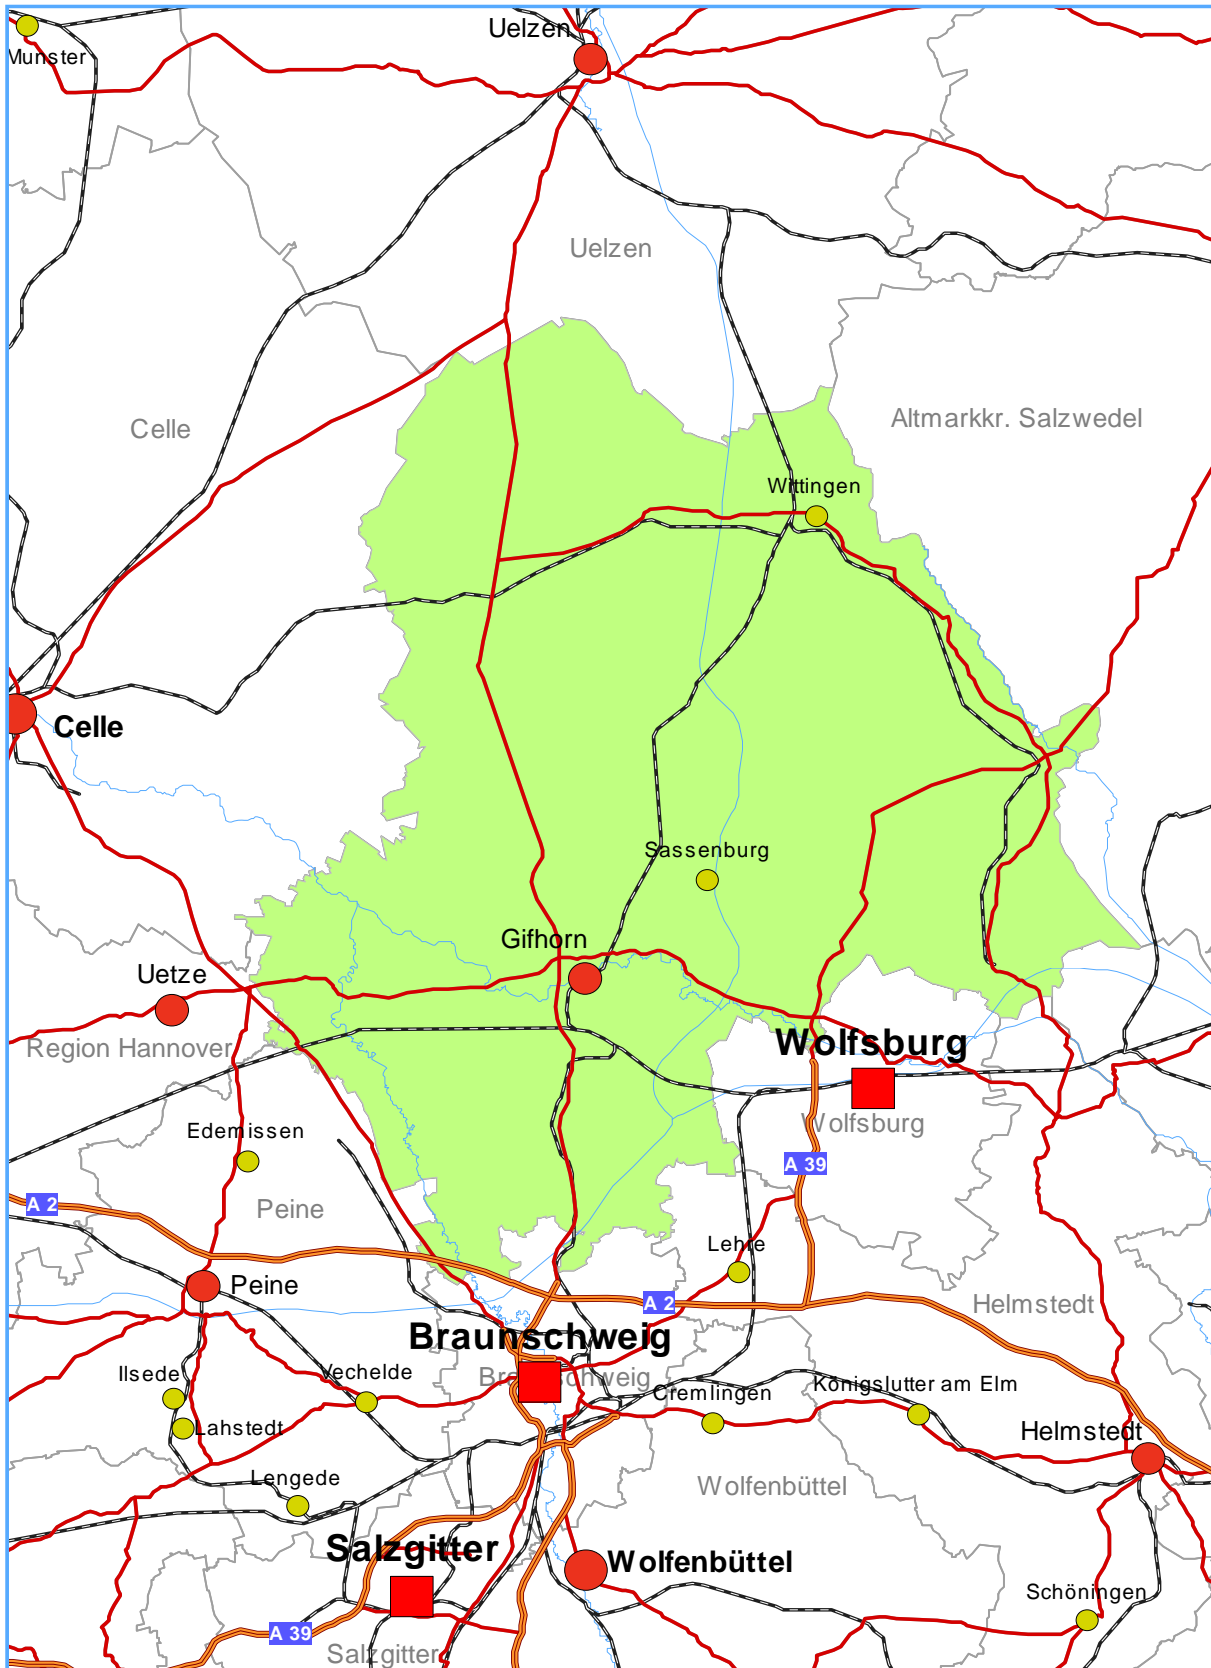 Uelzen
Munster
Uelzen
Celle
Altmarkkr. Salzwedel
Wittingen
Celle
Sassenburg
Gifhorn
Uetze
Region Hannover
Wolfsburg
Wolfsburg
Edemissen
A 39
A 2
Peine
Lehre
Peine
A 2
Helmstedt
Braunschweig
Braunschweig
Ilsede
Vechelde
Cremlingen
Königslutter am Elm
Lahstedt
Helmstedt
Lengede
Wolfenbüttel
Salzgitter
Wolfenbüttel
Schöningen
A 39
Salzgitter